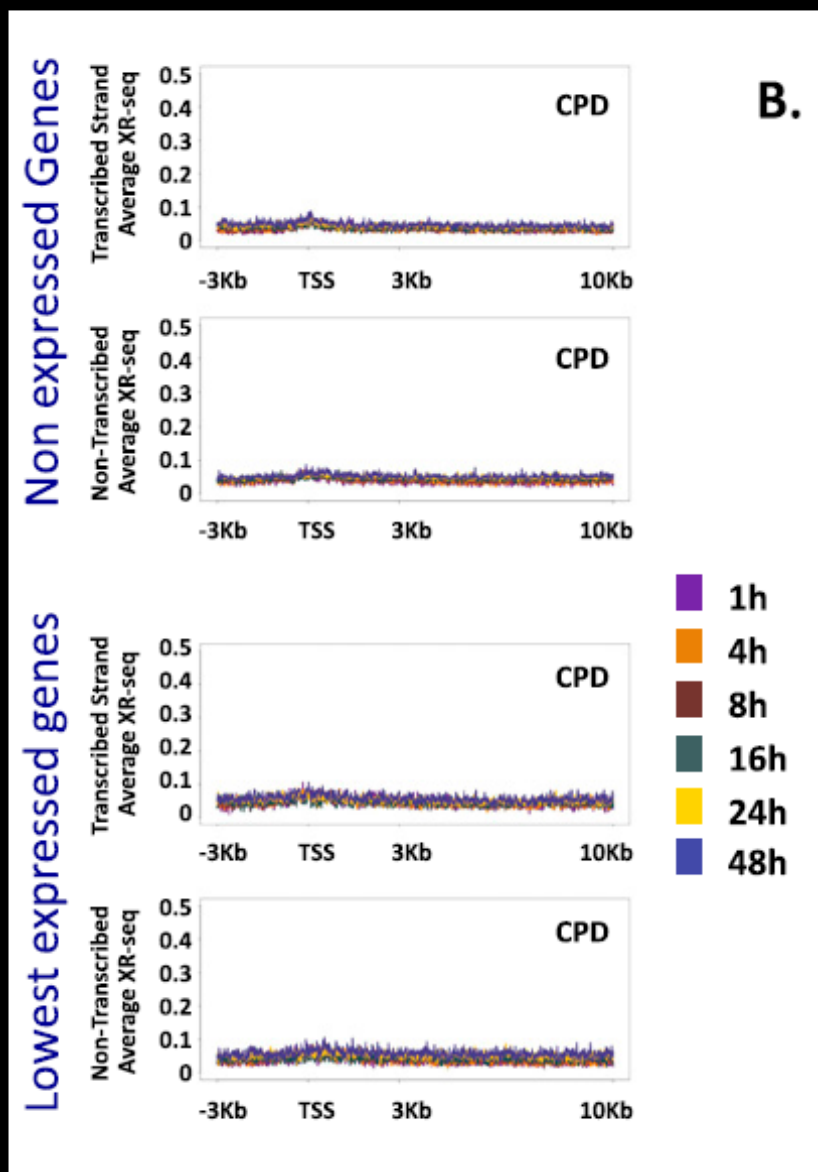 B.
Non expressed Genes
Transcribed Strand
Average XR-seq
0.5
0.4
0.3
0.2
0.1
0
CPD
-3Kb TSS 3Kb 10Kb
Non-Transcribed
Average XR-seq
0.5
0.4
0.3
0.2
0.1
0
CPD
-3Kb TSS 3Kb 10Kb
Lowest expressed genes
Transcribed Strand
Average XR-seq
0.5
0.4
0.3
0.2
0.1
0
CPD
-3Kb TSS 3Kb 10Kb
Non-Transcribed
Average XR-seq
0.5
0.4
0.3
0.2
0.1
0
CPD
-3Kb TSS 3Kb 10Kb
1h
4h
8h
16h
24h
48h